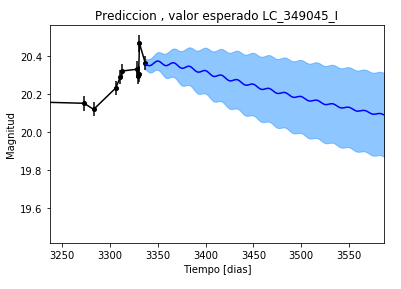 Prediccion , valor esperado LC_349045_I
20.4
20.2
20.0
19.8
19.6
Magnitud
3250 3300 3350 3400 3450 3500 3550
Tiempo [dias]